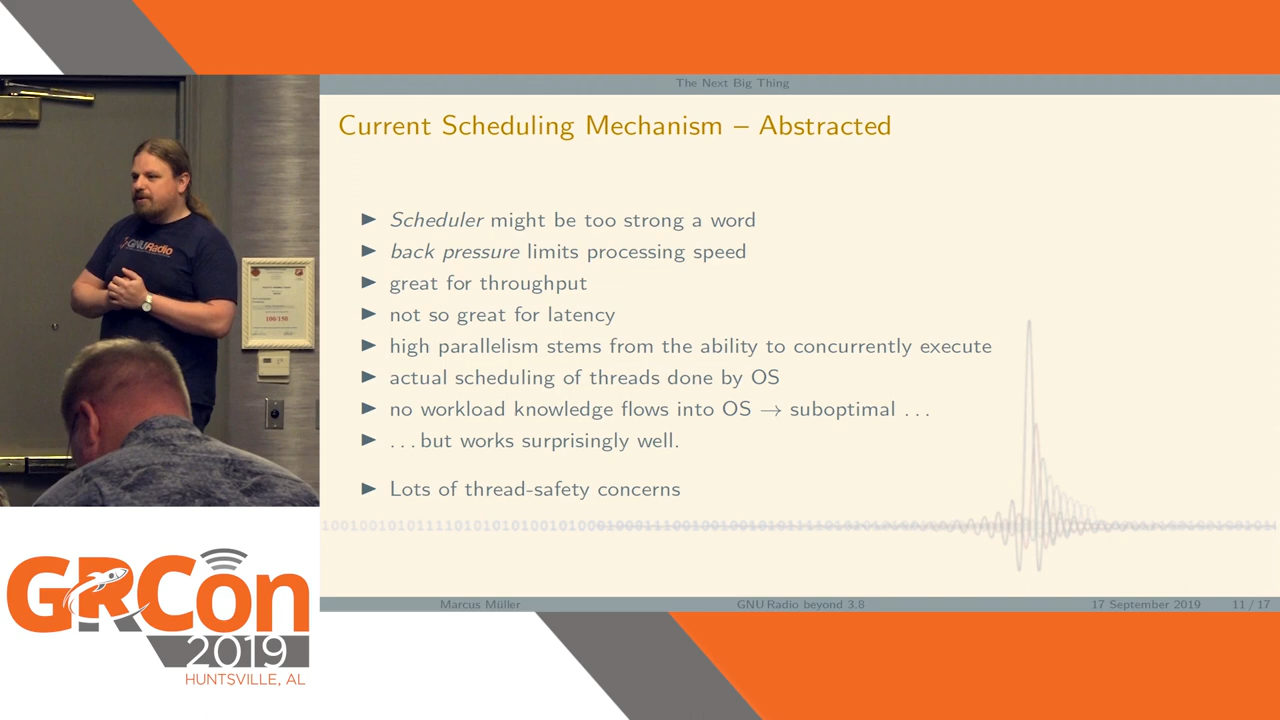 The Next Big Thing
Current Scheduling Mechanism – Abstracted
▶ Scheduler might be too strong a word
▶ back pressure limits processing speed
▶ great for throughput
▶ not so great for latency
▶ high parallelism stems from the ability to concurrently execute
▶ actual scheduling of threads done by OS
▶ no workload knowledge flows into OS → suboptimal ...
▶ ...but works surprisingly well.
▶ Lots of thread-safety concerns
Marcus Müller GNU Radio beyond 3.8 17 September 2019 11 / 17
GNURadio
100/150
GRCon
2019
HUNTSVILLE, AL